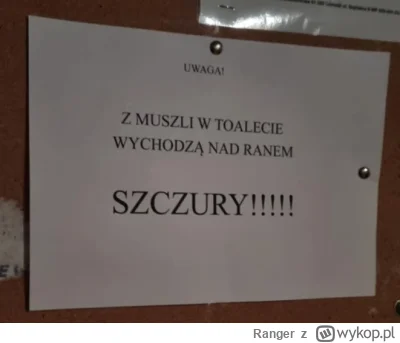 UWAGA!
Z MUSZLI W TOALECIE
WYCHODZĄ NAD RANEM
SZCZURY!!!!!
Ranger z wykop.pl